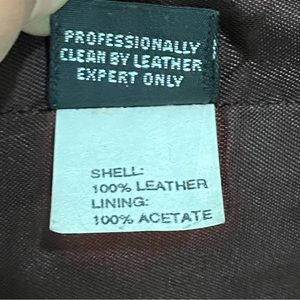 PROFESSIONALLY
CLEAN BY LEATHER
EXPERT ONLY
SHELL:
100% LEATHER
LINING:
100% ACETATE